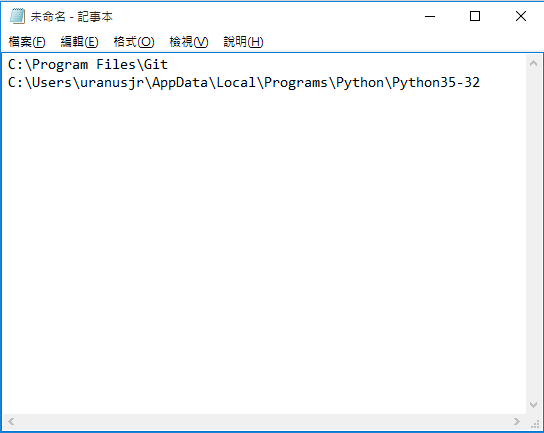 未命名 - 記事本
檔案(F) 編輯(E) 格式(O) 檢視(V) 說明(H)
C:\Program Files\Git
C:\Users\uranusjr\AppData\Local\Programs\Python\Python35-32